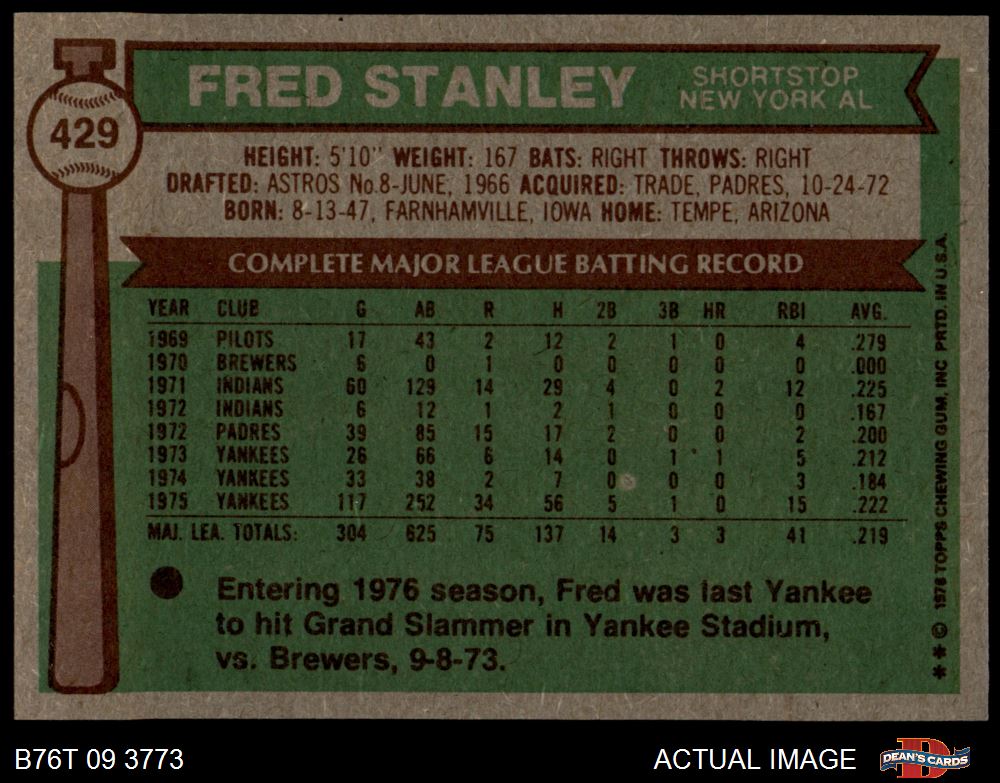 FRED STANLEY
SHORTSTOP
NEW YORK AL
429
HEIGHT: 5'10" WEIGHT: 167 BATS: RIGHT THROWS: RIGHT
DRAFTED: ASTROS No.8-JUNE, 1966 ACQUIRED: TRADE, PADRES, 10-24-72
BORN: 8-13-47, FARNHAMVILLE, IOWA HOME: TEMPE, ARIZONA
COMPLETE MAJOR LEAGUE BATTING RECORD
YEAR CLUB G AB R H 2B 3B HR RBI AVG.
1969 PILOTS 17 43 2 12 2 1 0 4 .279
1970 BREWERS 6 0 1 0 0 0 0 0 .000
1971 INDIANS 60 129 14 29 4 0 2 12 .225
1972 INDIANS 6 12 1 2 1 0 0 0 .167
1972 PADRES 39 85 15 17 2 0 0 2 .200
1973 YANKEES 26 66 6 14 0 1 1 5 .212
1974 YANKEES 33 38 2 7 0 0 0 3 .184
1975 YANKEES 117 252 34 56 5 1 0 15 .222
MAJ. LEA. TOTALS: 304 625 75 137 14 3 3 41 .219
Entering 1976 season, Fred was last Yankee
to hit Grand Slammer in Yankee Stadium,
vs. Brewers, 9-8-73.
** © 1976 TOPPS CHEWING GUM, INC PRTD. IN U.S.A.
B76T 09 3773
ACTUAL IMAGE
DEAN'S CARDS